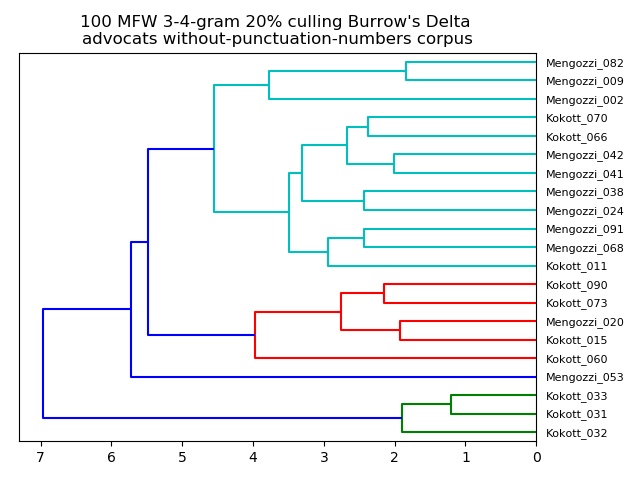 100 MFW 3-4-gram 20% culling Burrow's Delta
advocats without-punctuation-numbers corpus
Mengozzi_082
Mengozzi_009
Mengozzi_002
Kokott_070
Kokott_066
Mengozzi_042
Mengozzi_041
Mengozzi_038
Mengozzi_024
Mengozzi_091
Mengozzi_068
Kokott_011
Kokott_090
Kokott_073
Mengozzi_020
Kokott_015
Kokott_060
Mengozzi_053
Kokott_033
Kokott_031
Kokott_032
7 6 5 4 3 2 1 0